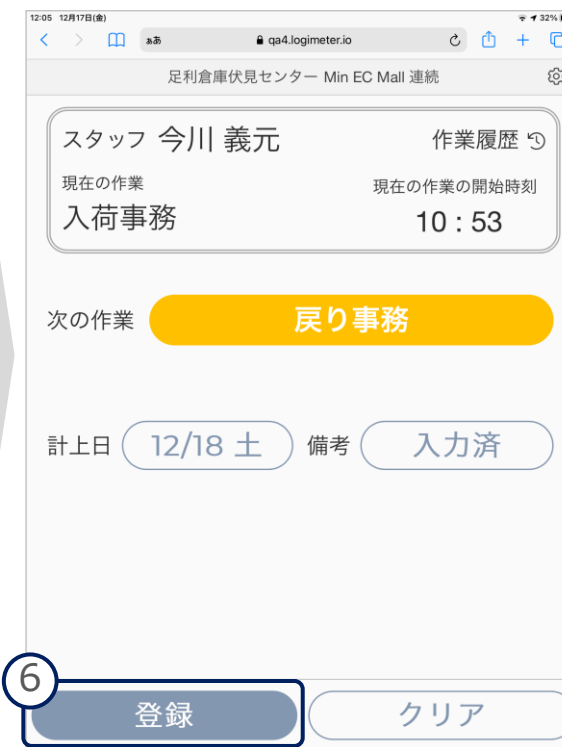 12:05 12月17日(金) 32%
ああ qa4.logimeter.io
足利倉庫伏見センター Min EC Mall 連続
スタッフ 今川 義元 作業履歴
現在の作業 現在の作業の開始時刻
入荷事務 10 : 53
次の作業 戻り事務
計上日 12/18 土 備考 入力済
6
登録 クリア